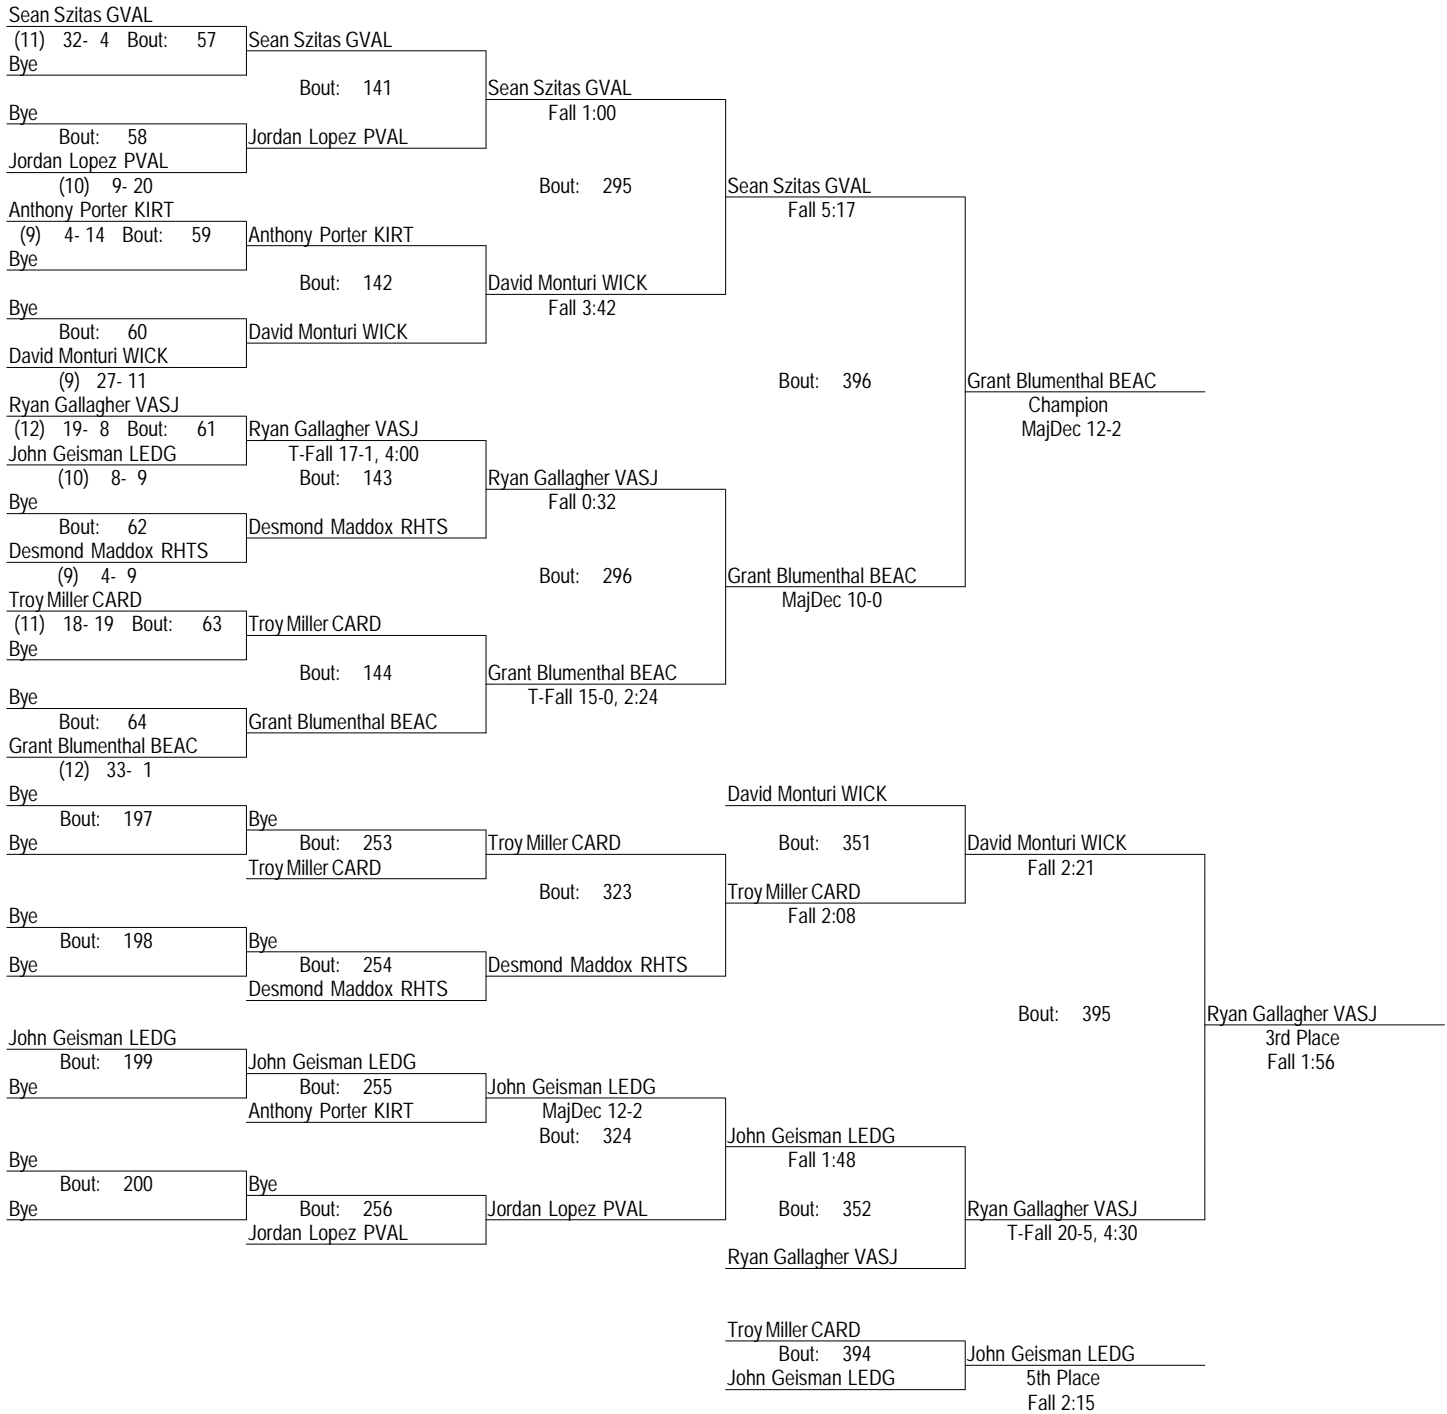 Sean Szitas GVAL
(11) 32- 4 Bout: 57 Sean Szitas GVAL
Bye
Bout: 141 Sean Szitas GVAL
Bye Fall 1:00
Bout: 58 Jordan Lopez PVAL
Jordan Lopez PVAL
(10) 9- 20 Bout: 295 Sean Szitas GVAL
Anthony Porter KIRT Fall 5:17
(9) 4- 14 Bout: 59 Anthony Porter KIRT
Bye
Bout: 142 David Monturi WICK
Bye Fall 3:42
Bout: 60 David Monturi WICK
David Monturi WICK
(9) 27- 11 Bout: 396 Grant Blumenthal BEAC
Ryan Gallagher VASJ Champion
(12) 19- 8 Bout: 61 Ryan Gallagher VASJ MajDec 12-2
John Geisman LEDG T-Fall 17-1, 4:00
(10) 8- 9 Bout: 143 Ryan Gallagher VASJ
Bye Fall 0:32
Bout: 62 Desmond Maddox RHTS
Desmond Maddox RHTS
(9) 4- 9 Bout: 296 Grant Blumenthal BEAC
Troy Miller CARD MajDec 10-0
(11) 18- 19 Bout: 63 Troy Miller CARD
Bye
Bout: 144 Grant Blumenthal BEAC
Bye T-Fall 15-0, 2:24
Bout: 64 Grant Blumenthal BEAC
Grant Blumenthal BEAC
(12) 33- 1
Bye David Monturi WICK
Bout: 197 Bye
Bye Bout: 253 Troy Miller CARD Bout: 351 David Monturi WICK
Troy Miller CARD Fall 2:21
Bout: 323 Troy Miller CARD
Bye Fall 2:08
Bout: 198 Bye
Bye Bout: 254 Desmond Maddox RHTS
Desmond Maddox RHTS
Bout: 395 Ryan Gallagher VASJ
John Geisman LEDG 3rd Place
Bout: 199 John Geisman LEDG Fall 1:56
Bye Bout: 255 John Geisman LEDG
Anthony Porter KIRT MajDec 12-2
Bout: 324 John Geisman LEDG
Bye Fall 1:48
Bout: 200 Bye
Bye Bout: 256 Jordan Lopez PVAL Bout: 352 Ryan Gallagher VASJ
Jordan Lopez PVAL T-Fall 20-5, 4:30
Ryan Gallagher VASJ
Troy Miller CARD
Bout: 394 John Geisman LEDG
John Geisman LEDG 5th Place
Fall 2:15